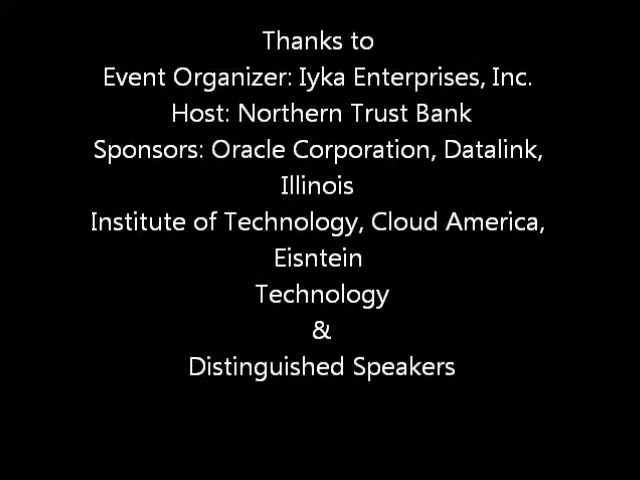 Thanks to
Event Organizer: Iyka Enterprises, Inc.
Host: Northern Trust Bank
Sponsors: Oracle Corporation, Datalink,
Illinois
Institute of Technology, Cloud America,
Eisntein
Technology
&
Distinguished Speakers